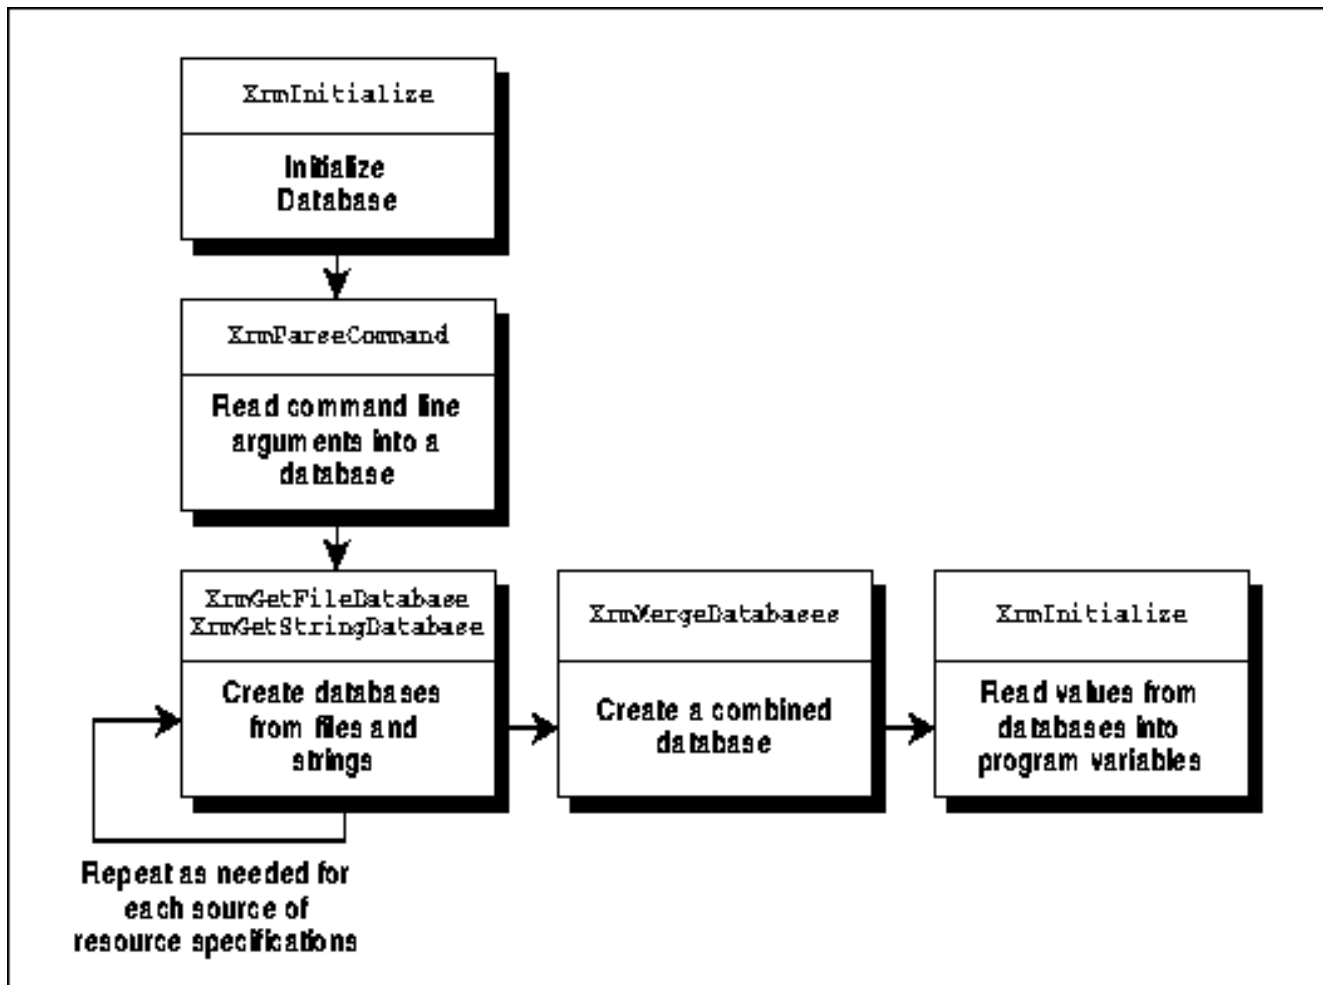 XrmInitialize
Initialize
Database
XrmParseCommand
Read command line
arguments into a
database
XrmGetFileDatabase
XrmGetStringDatabase
Create databases
from files and
strings
XrmMergeDatabases
Create a combined
database
XrmInitialize
Read values from
databases into
program variables
Repeat as needed for
each source of
resource specifications